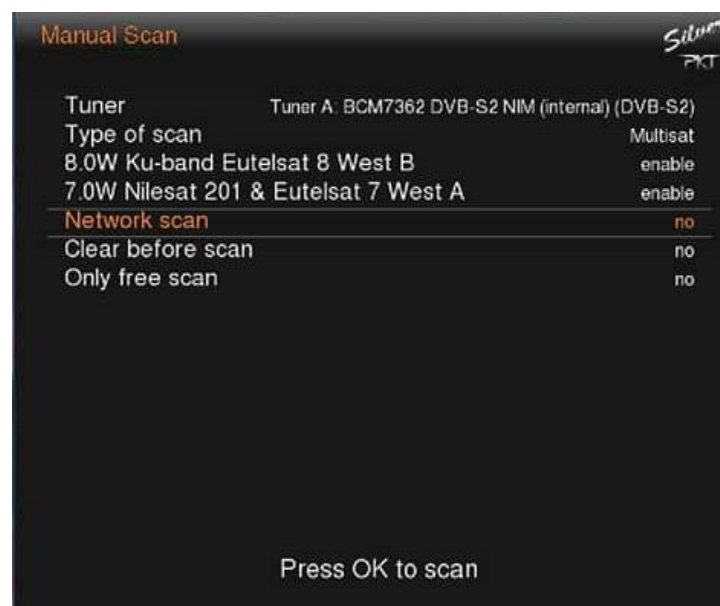 Manual Scan
Silver
PKT
Tuner Tuner A: BCM7362 DVB-S2 NIM (internal) (DVB-S2)
Type of scan Multisat
8.0W Ku-band Eutelsat 8 West B enable
7.0W Nilesat 201 & Eutelsat 7 West A enable
Network scan no
Clear before scan no
Only free scan no
Press OK to scan